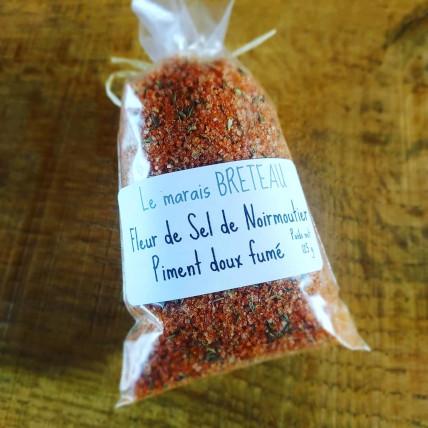 Le marais BRETEAU
Fleur de Sel de Noirmoutier
Piment doux fumé
Poids net
125 g